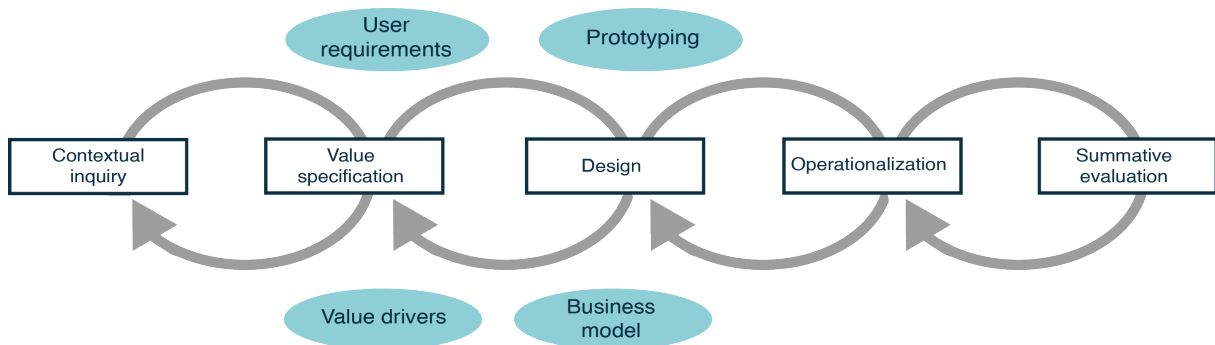 User
requirements
Prototyping
Contextual
inquiry
Value
specification
Design
Operationalization
Summative
evaluation
Value drivers
Business
model